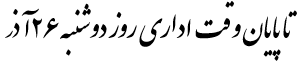 تا پایان وقت اداری روز دوشنبه ۲۶ آذر